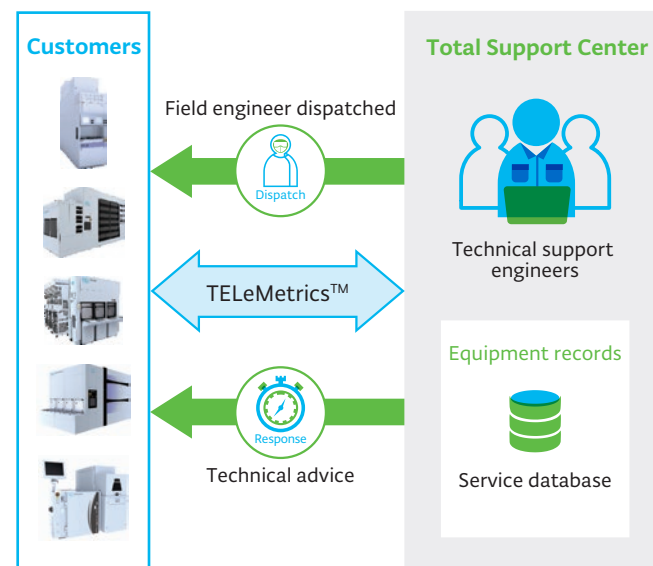 Customers
Total Support Center
Field engineer dispatched
Dispatch
Technical support
engineers
TELeMetrics™
Equipment records
Response
Technical advice
Service database